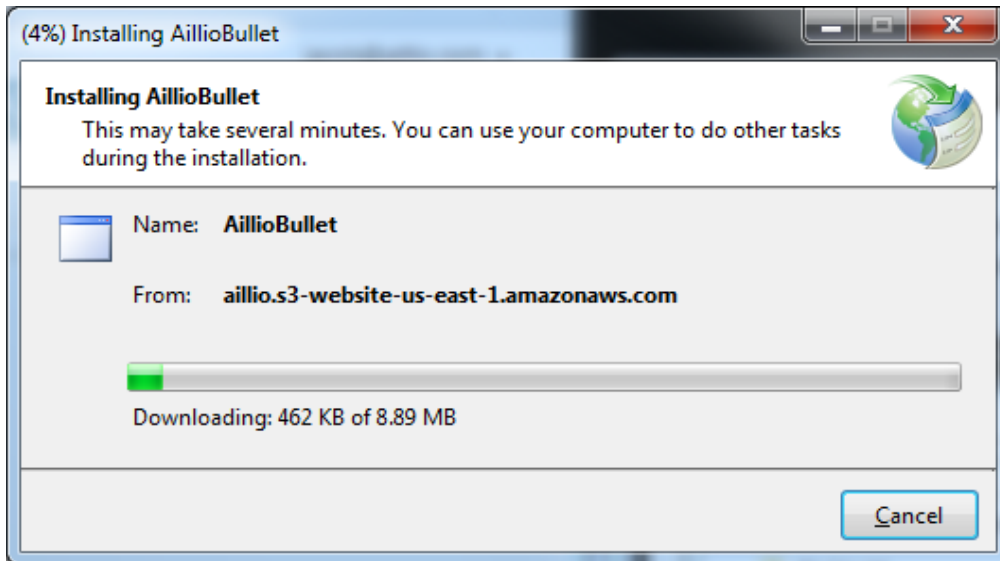 (4%) Installing AillioBullet
Installing AillioBullet
This may take several minutes. You can use your computer to do other tasks
during the installation.
Name: AillioBullet
From: aillio.s3-website-us-east-1.amazonaws.com
Downloading: 462 KB of 8.89 MB
Cancel